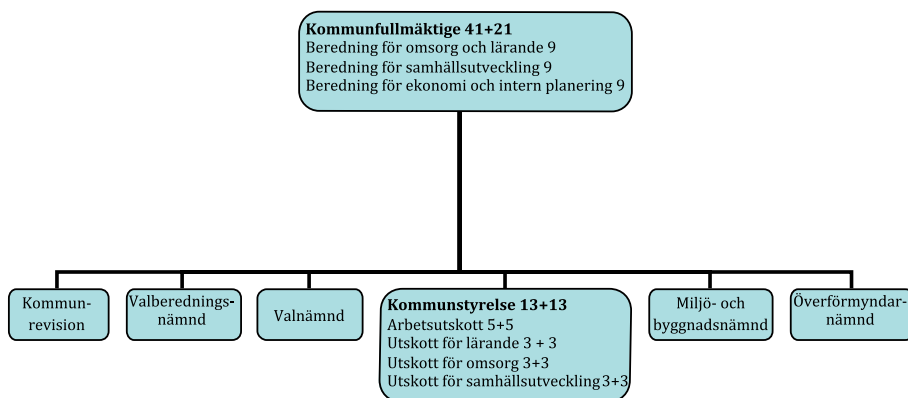 Kommunfullmäktige 41+21
Beredning för omsorg och lärande 9
Beredning för samhällsutveckling 9
Beredning för ekonomi och intern planering 9
Kommun-
revision
Valberednings-
nämnd
Valnämnd
Kommunstyrelse 13+13
Arbetsutskott 5+5
Utskott för lärande 3 + 3
Utskott för omsorg 3+3
Utskott för samhällsutveckling 3+3
Miljö- och
byggnadsnämnd
Överförmyndar-
nämnd